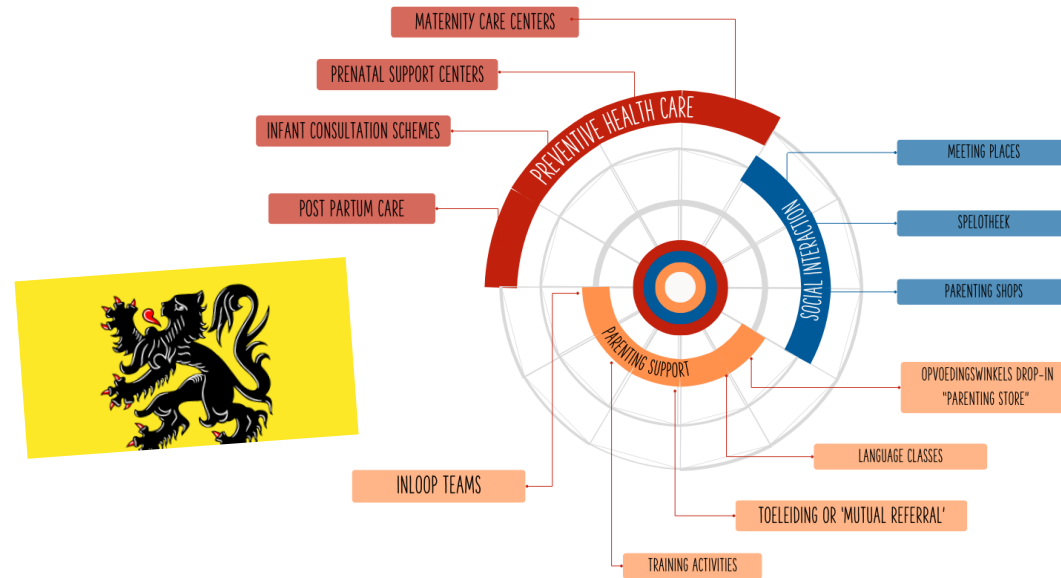 MATERNITY CARE CENTERS
PRENATAL SUPPORT CENTERS
INFANT CONSULTATION SCHEMES
POST PARTUM CARE
PREVENTIVE HEALTH CARE
SOCIAL INTERACTION
PARENTING SUPPORT
MEETING PLACES
SPELOTHEEK
PARENTING SHOPS
OPVOEDINGSWINKELS DROP-IN
"PARENTING STORE"
LANGUAGE CLASSES
TOELEIDING OR 'MUTUAL REFERRAL'
TRAINING ACTIVITIES
INLOOP TEAMS